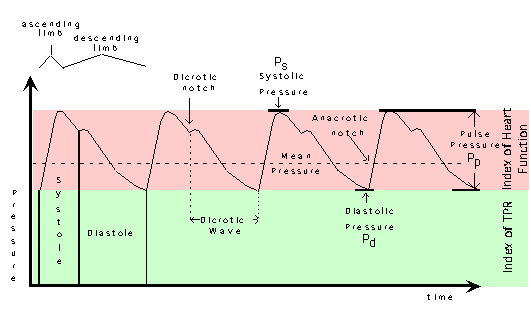 ascending
limb
descending
limb
Dicrotic
notch
Ps
Systolic
Pressure
Anacrotic
notch
Pulse
Pressure
Pp
Mean
Pressure
Index of Heart
Function
Index of TPR
Pressure
systole
Diastole
Dicrotic
Wave
Diastolic
Pressure
Pd
time